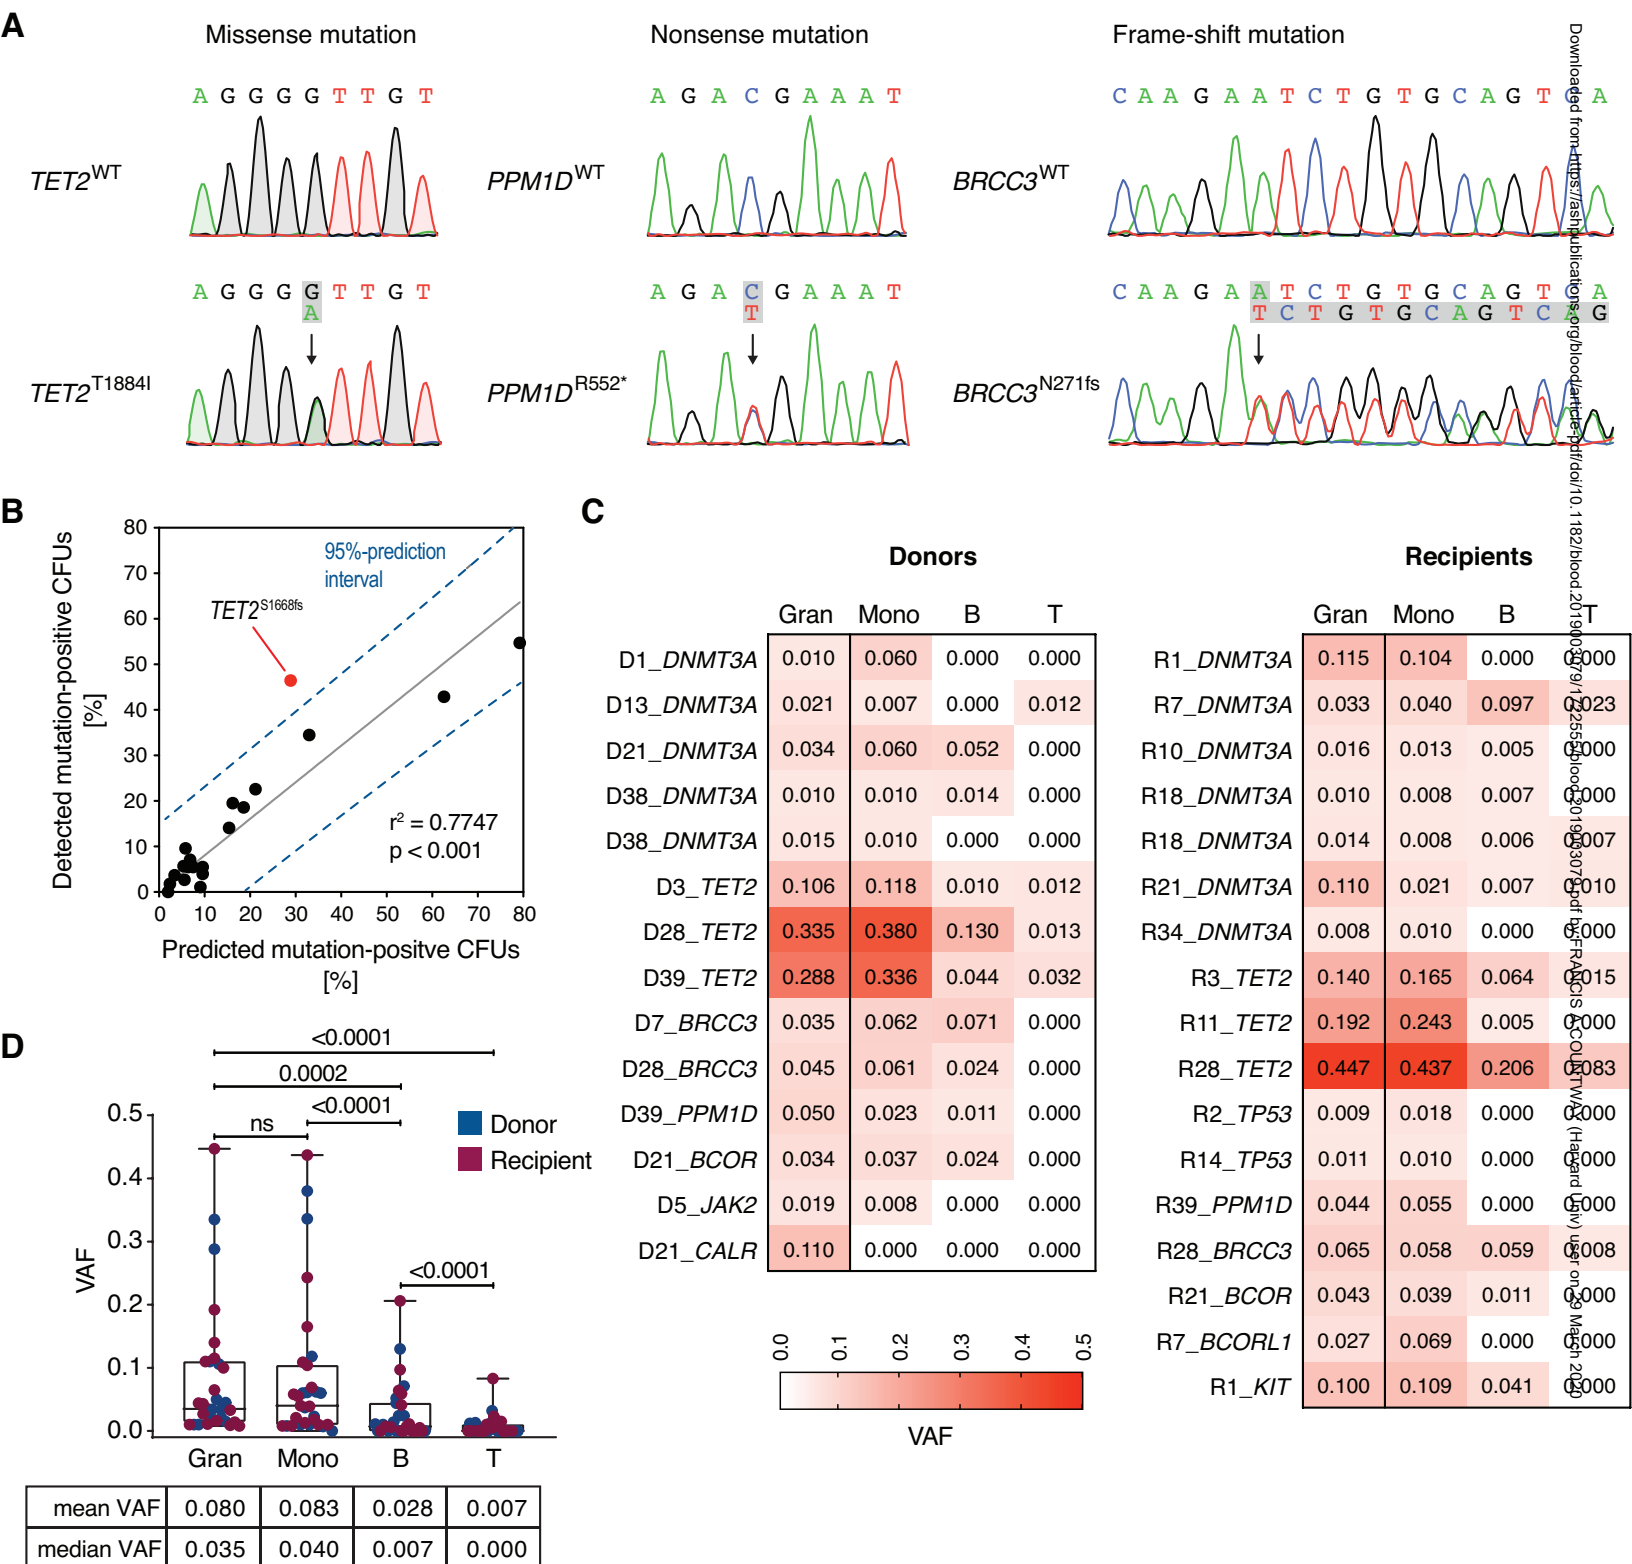 A
Missense mutation
Nonsense mutation
Frame-shift mutation
A G G G G T T G T
A G A C G A A A T
C A A G A A T C T G T G C A G T C A
TET2WT
PPM1DWT
BRCC3WT
A G G G G T T G T
A
A G A C G A A A T
T
C A A G A A T C T G T G C A G T C A
T C T G T G C A G T C A G
TET2T1884I
PPM1DR552*
BRCC3N271fs
B
Detected mutation-positive CFUs
[%]
80
70
60
50
40
30
20
10
0
95%-prediction
interval
TET2S1668fs
r2 = 0.7747
p < 0.001
0 10 20 30 40 50 60 70 80
Predicted mutation-positve CFUs
[%]
C
Donors
Gran Mono B T
D1_DNMT3A 0.010 0.060 0.000 0.000
D13_DNMT3A 0.021 0.007 0.000 0.012
D21_DNMT3A 0.034 0.060 0.052 0.000
D38_DNMT3A 0.010 0.010 0.014 0.000
D38_DNMT3A 0.015 0.010 0.000 0.000
D3_TET2 0.106 0.118 0.010 0.012
D28_TET2 0.335 0.380 0.130 0.013
D39_TET2 0.288 0.336 0.044 0.032
D7_BRCC3 0.035 0.062 0.071 0.000
D28_BRCC3 0.045 0.061 0.024 0.000
D39_PPM1D 0.050 0.023 0.011 0.000
D21_BCOR 0.034 0.037 0.024 0.000
D5_JAK2 0.019 0.008 0.000 0.000
D21_CALR 0.110 0.000 0.000 0.000
0.0 0.1 0.2 0.3 0.4 0.5
VAF
Recipients
Gran Mono B T
R1_DNMT3A 0.115 0.104 0.000 0.000
R7_DNMT3A 0.033 0.040 0.097 0.023
R10_DNMT3A 0.016 0.013 0.005 0.000
R18_DNMT3A 0.010 0.008 0.007 0.000
R18_DNMT3A 0.014 0.008 0.006 0.007
R21_DNMT3A 0.110 0.021 0.007 0.010
R34_DNMT3A 0.008 0.010 0.000 0.000
R3_TET2 0.140 0.165 0.064 0.015
R11_TET2 0.192 0.243 0.005 0.000
R28_TET2 0.447 0.437 0.206 0.083
R2_TP53 0.009 0.018 0.000 0.000
R14_TP53 0.011 0.010 0.000 0.000
R39_PPM1D 0.044 0.055 0.000 0.000
R28_BRCC3 0.065 0.058 0.059 0.008
R21_BCOR 0.043 0.039 0.011 0.000
R7_BCORL1 0.027 0.069 0.000 0.000
R1_KIT 0.100 0.109 0.041 0.000
D
<0.0001
0.0002
<0.0001
ns
<0.0001
Donor
Recipient
VAF
0.5
0.4
0.3
0.2
0.1
0.0
Gran Mono B T
mean VAF 0.080 0.083 0.028 0.007
median VAF 0.035 0.040 0.007 0.000
Downloaded from https://ashpublications.org/blood/article-pdf/doi/10.1182/blood.2019003079/1722555/blood.2019003079.pdf by FRANCIS A COUNTWAY (Harvard Univ) user on 29 March 2020